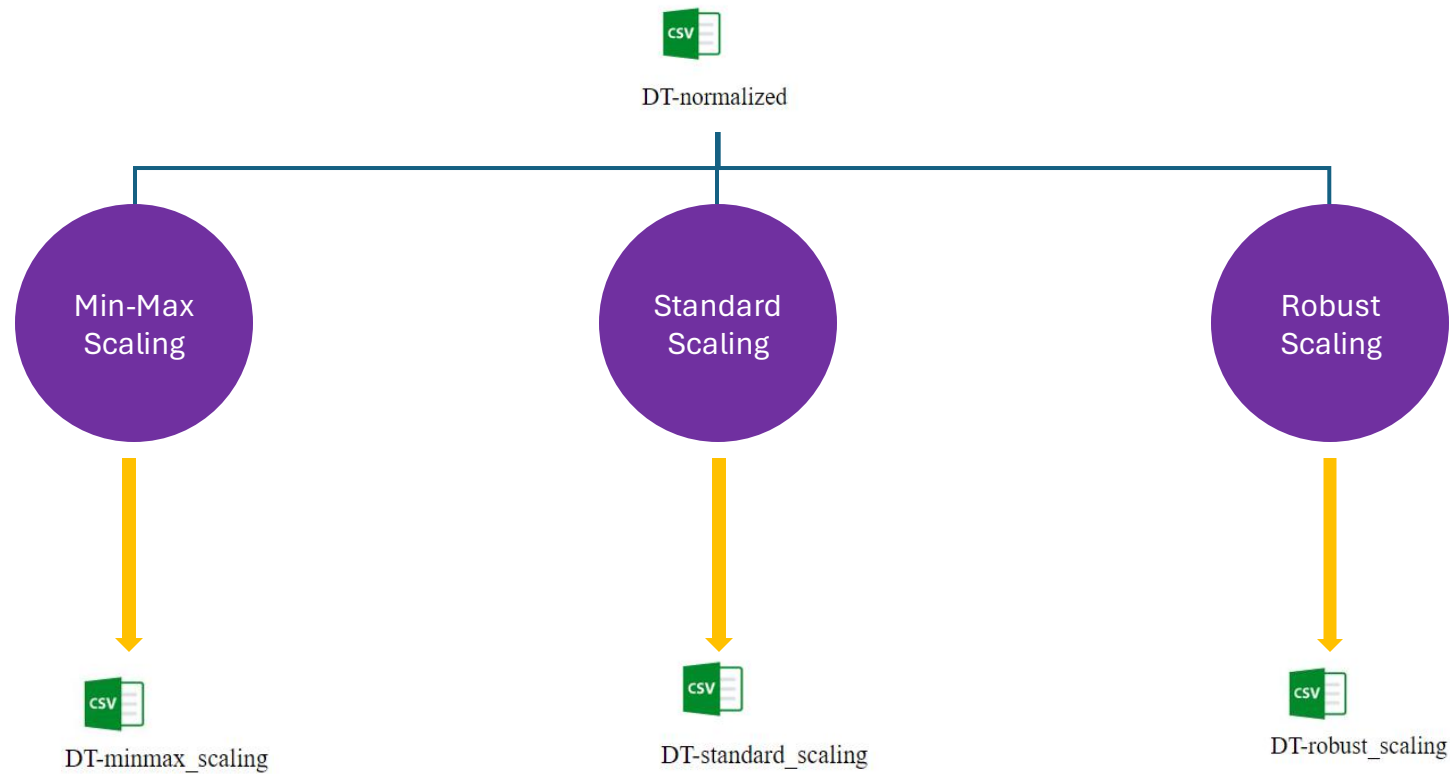 CSV
DT-normalized
Min-Max
Scaling
Standard
Scaling
Robust
Scaling
CSV
DT-minmax_scaling
CSV
DT-standard_scaling
CSV
DT-robust_scaling